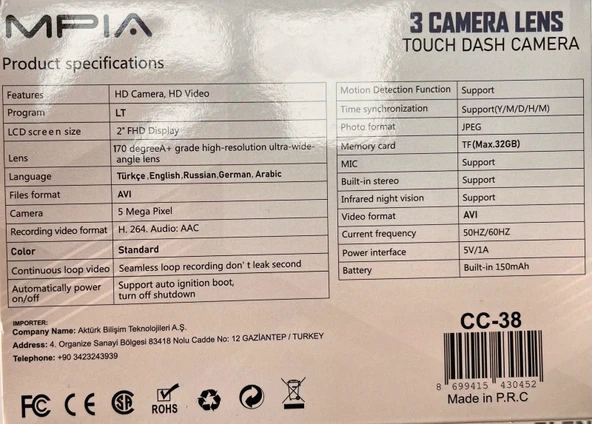 MPIA
3 CAMERA LENS
TOUCH DASH CAMERA
Product specifications
Features HD Camera, HD Video
Program LT
LCD screen size 2" FHD Display
Lens 170 degreeA+ grade high-resolution ultra-wide-
angle lens
Language Türkçe ,English,Russian,German, Arabic
Files format AVI
Camera 5 Mega Pixel
Recording video format H. 264. Audio: AAC
Color Standard
Continuous loop video Seamless loop recording don' t leak second
Automatically power
on/off
Support auto ignition boot,
turn off shutdown
Motion Detection Function Support
Time synchronization Support(Y/M/D/H/M)
Photo format JPEG
Memory card TF(Max.32GB)
MIC Support
Built-in stereo Support
Infrared night vision Support
Video format AVI
Current frequency 50HZ/60HZ
Power interface 5V/1A
Battery Built-in 150mAh
IMPORTER:
Company Name: Aktürk Bilişim Teknolojileri A.Ş.
Address: 4. Organize Sanayi Bölgesi 83418 Nolu Cadde No: 12 GAZİANTEP / TURKEY
Telephone: +90 3423243939
FC CE SA ROHS
CC-38
8 699415 430452
Made in P.R.C